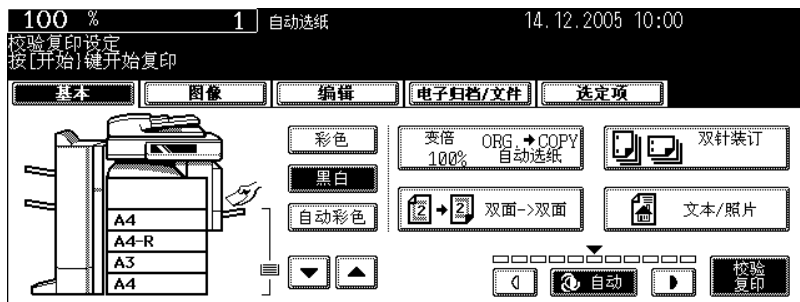 100 % 1 自动选纸 14.12.2005 10:00
校验复印设定
按[开始}键开始复印
基本 图像 编辑 电子归档/文件 选定项
彩色
黑白
自动彩色
变倍 ORG.➔COPY
100% 自动选纸
双针装订
2➔2 双面->双面
文本/照片
A4
A4-R
A3
A4
自动
校验
复印